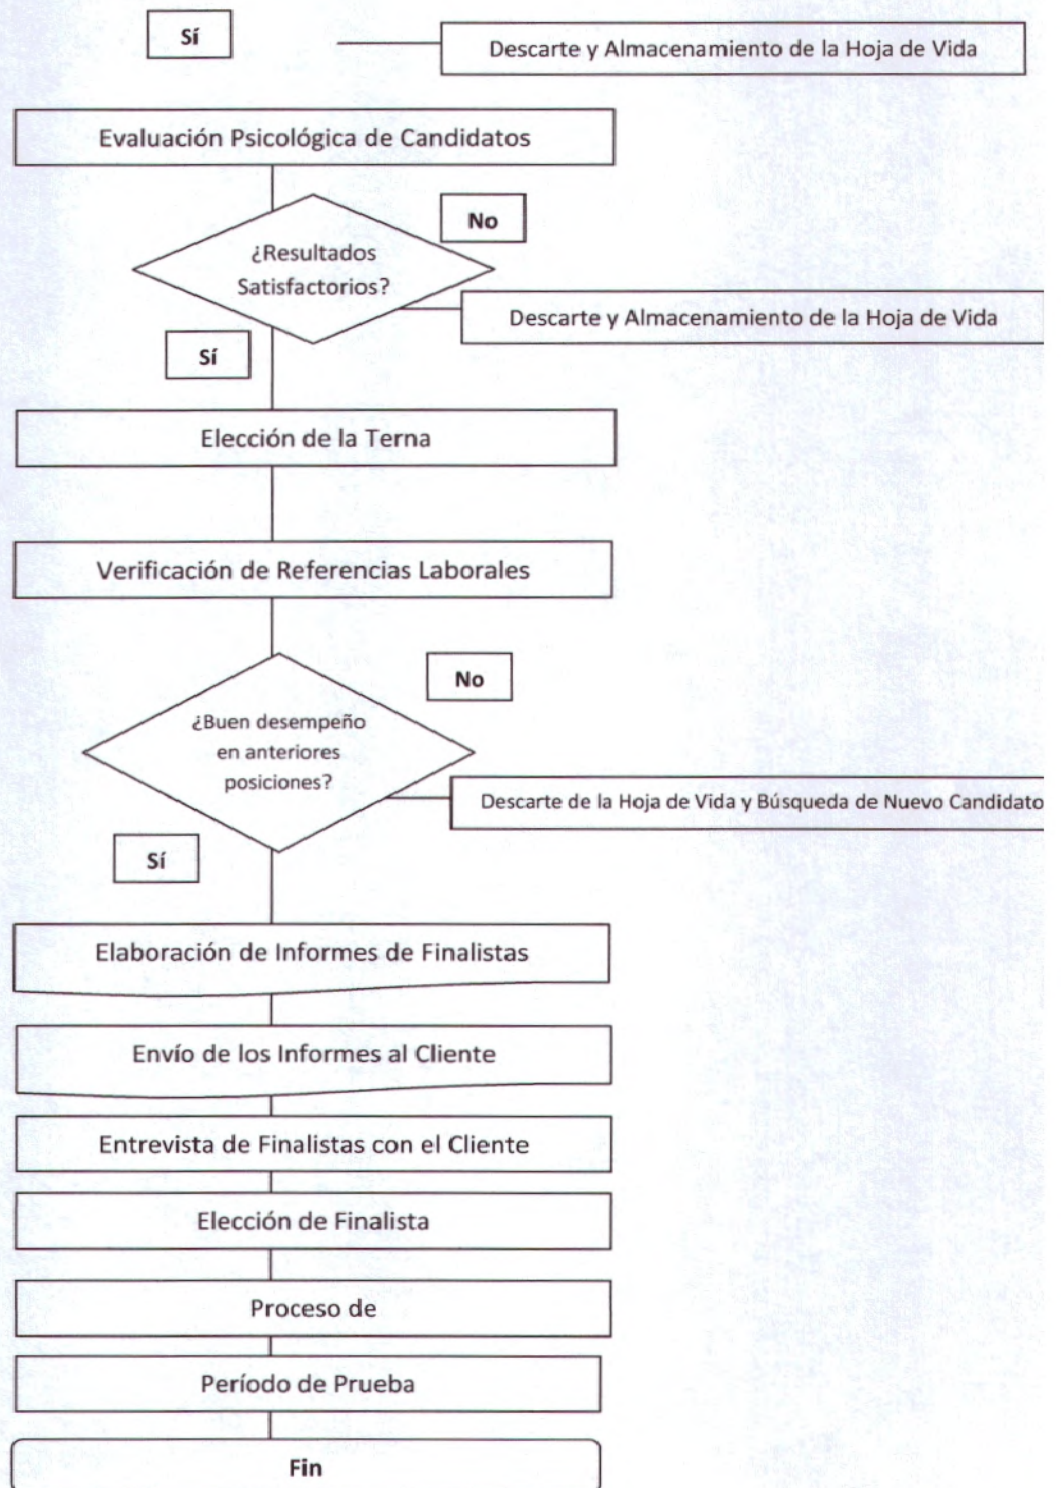 Sí
Descarte y Almacenamiento de la Hoja de Vida
Evaluación Psicológica de Candidatos
No
¿Resultados
Satisfactorios?
Descarte y Almacenamiento de la Hoja de Vida
Sí
Elección de la Terna
Verificación de Referencias Laborales
No
¿Buen desempeño
en anteriores
posiciones?
Descarte de la Hoja de Vida y Búsqueda de Nuevo Candidato
Sí
Elaboración de Informes de Finalistas
Envío de los Informes al Cliente
Entrevista de Finalistas con el Cliente
Elección de Finalista
Proceso de
Período de Prueba
Fin